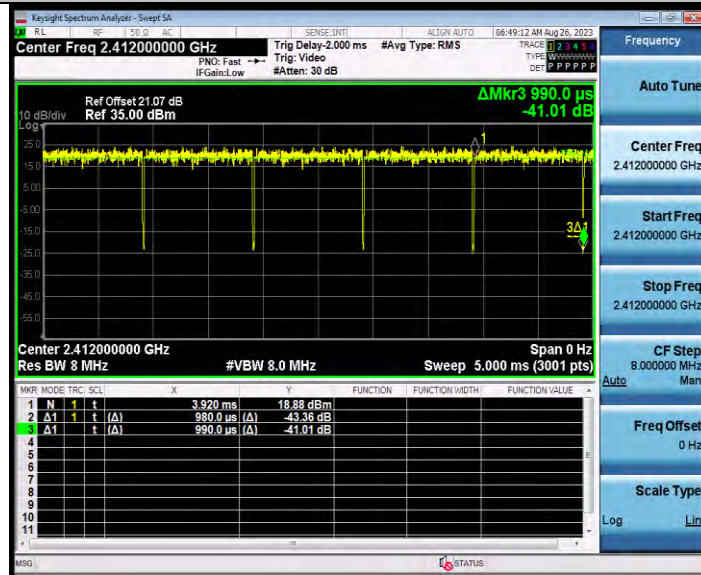 Keysight Spectrum Analyzer - Swept SA
LXI RL RF 50 Ω AC SENSE:INT ALIGN AUTO 06:49:12 AM Aug 26, 2023
Center Freq 2.412000000 GHz
PNO: Fast
IFGain:Low
Trig Delay-2.000 ms
Trig: Video
#Atten: 30 dB
#Avg Type: RMS
TRACE 1 2 3 4 5 6
TYPE WWWWWW
DET P P P P P P
ΔMkr3 990.0 µs
-41.01 dB
Ref Offset 21.07 dB
10 dB/div Ref 35.00 dBm
Log
25.0
15.0
5.00
-5.00
-15.0
-25.0
-35.0
-45.0
-55.0
1
3Δ1
Center 2.412000000 GHz Span 0 Hz
Res BW 8 MHz #VBW 8.0 MHz Sweep 5.000 ms (3001 pts)
MKR MODE TRC SCL X Y FUNCTION FUNCTION WIDTH FUNCTION VALUE
1 N 1 t 3.920 ms 18.88 dBm
2 Δ1 1 t (Δ) 980.0 µs (Δ) -43.36 dB
3 Δ1 t (Δ) 990.0 µs (Δ) -41.01 dB
4
5
6
7
8
9
10
11
MSG STATUS
Frequency
Auto Tune
Center Freq
2.412000000 GHz
Start Freq
2.412000000 GHz
Stop Freq
2.412000000 GHz
CF Step
8.000000 MHz
Auto Man
Freq Offset
0 Hz
Scale Type
Log Lin